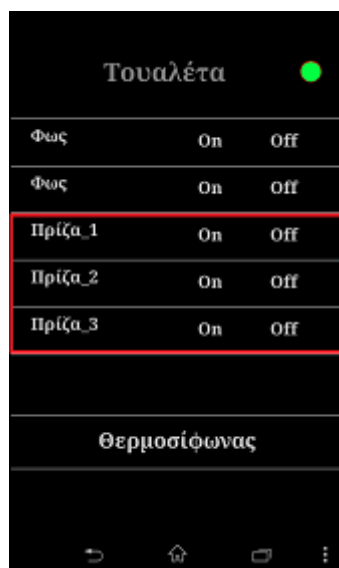 Τουαλέτα
Φως On Off
Φως On Off
Πρίζα_1 On Off
Πρίζα_2 On Off
Πρίζα_3 On Off
Θερμοσίφωνας